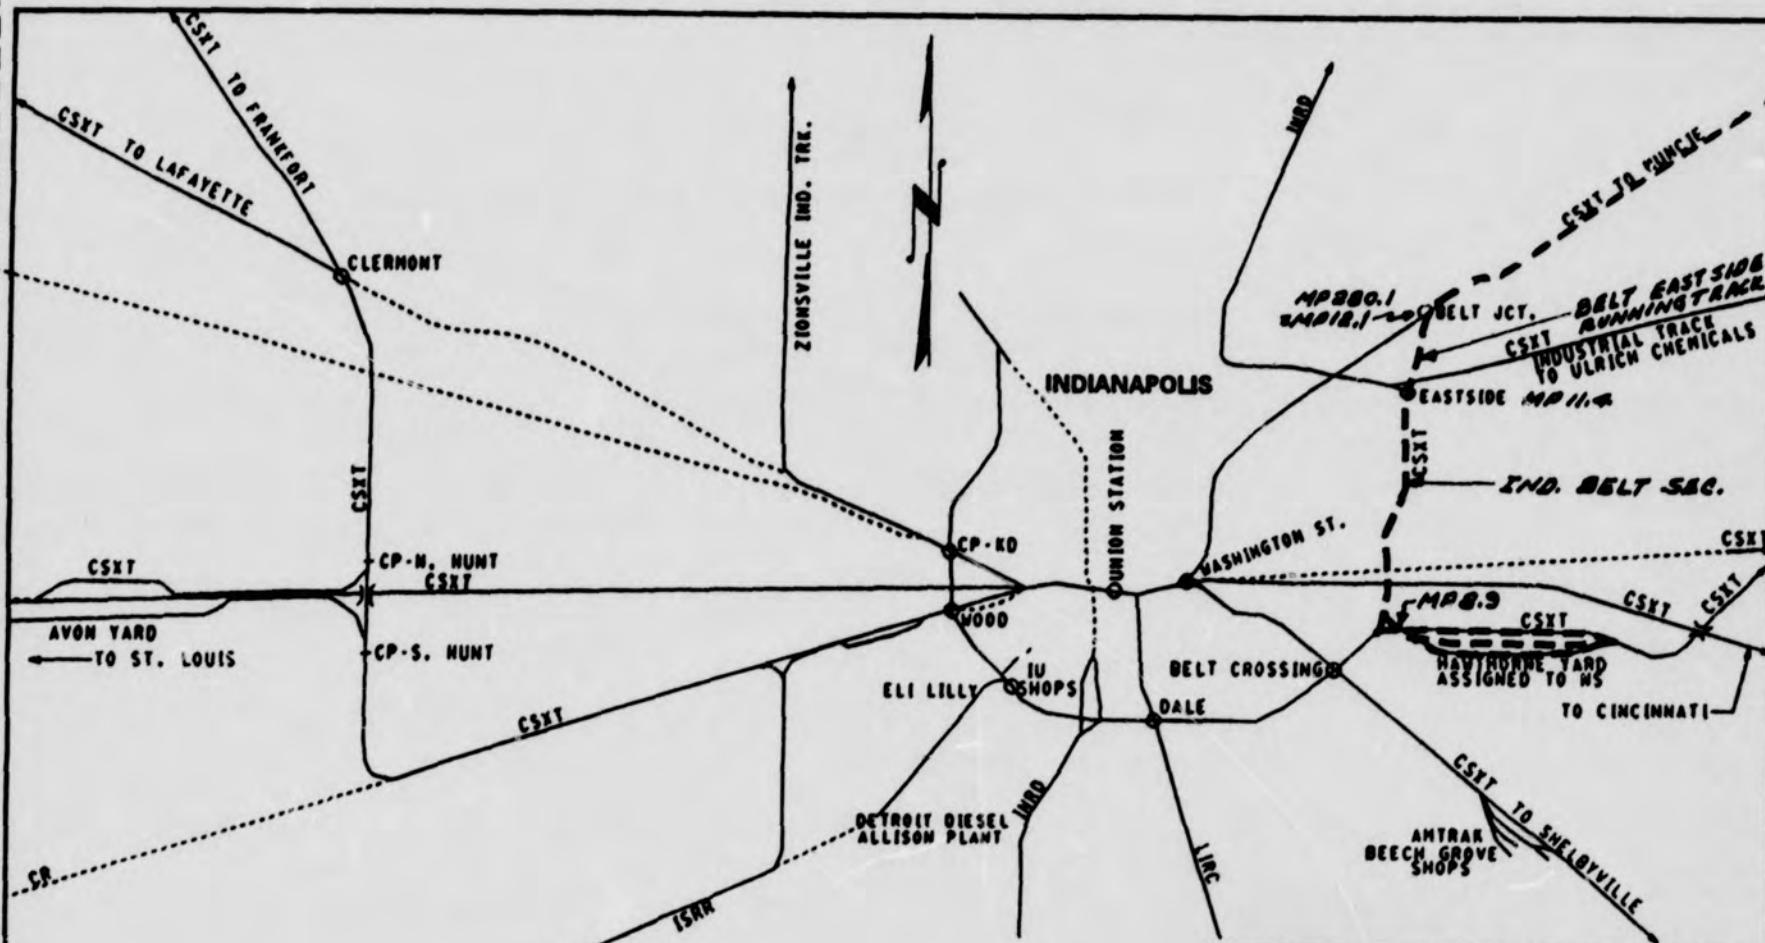 CSXT TO FRANKFORT
CSXT TO LAFAYETTE
CLERMONT
ZIONSVILLE IND. TRK.
N
INRD
CSXT TO MUNCIE
MP280.1
=MP12.1
BELT JCT.
BELT EASTSIDE
RUNNING TRACK
CSXT
INDUSTRIAL TRACK
TO ULRICH CHEMICALS
INDIANAPOLIS
EASTSIDE MP 11.4
CSXT
IND. BELT SEC.
UNION STATION
WASHINGTON ST.
CSXT
CSXT
CP-KD
CP-N. HUNT
CSXT
CSXT
AVON YARD
TO ST. LOUIS
CP-S. HUNT
WOOD
MP8.9
CSXT
CSXT
CSXT
HAWTHORNE YARD
ASSIGNED TO NS
BELT CROSSING
TO CINCINNATI
ELI LILLY
IU
SHOPS
DALE
CSXT
CSXT TO SHELBYVILLE
DETROIT DIESEL
ALLISON PLANT
INRD
LIRC
AMTRAK
BEECH GROVE
SHOPS
CR
ISRR